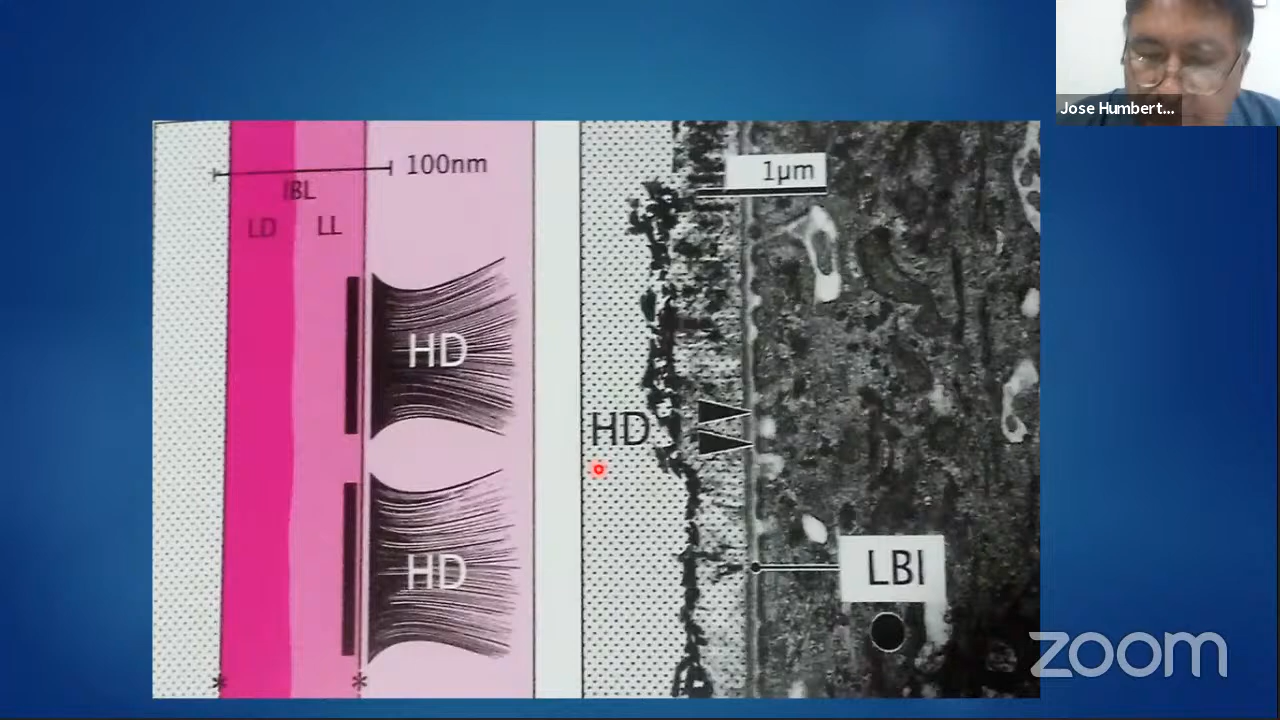 Jose Humbert...
100nm
IBL
LD
LL
HD
HD
1µm
HD
LBI
zoom